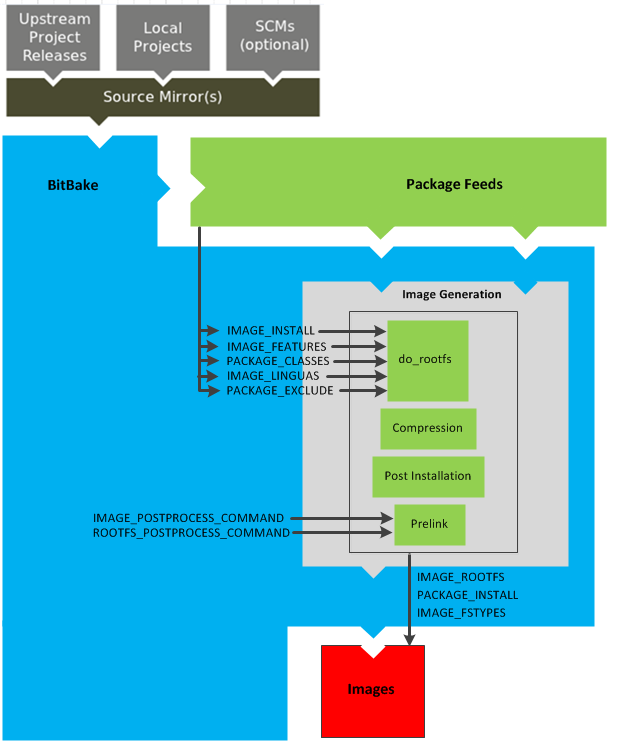 Upstream
Project
Releases
Local
Projects
SCMs
(optional)
Source Mirror(s)
BitBake
Package Feeds
Image Generation
IMAGE_INSTALL
IMAGE_FEATURES
PACKAGE_CLASSES
IMAGE_LINGUAS
PACKAGE_EXCLUDE
do_rootfs
Compression
Post Installation
IMAGE_POSTPROCESS_COMMAND
ROOTFS_POSTPROCESS_COMMAND
Prelink
IMAGE_ROOTFS
PACKAGE_INSTALL
IMAGE_FSTYPES
Images